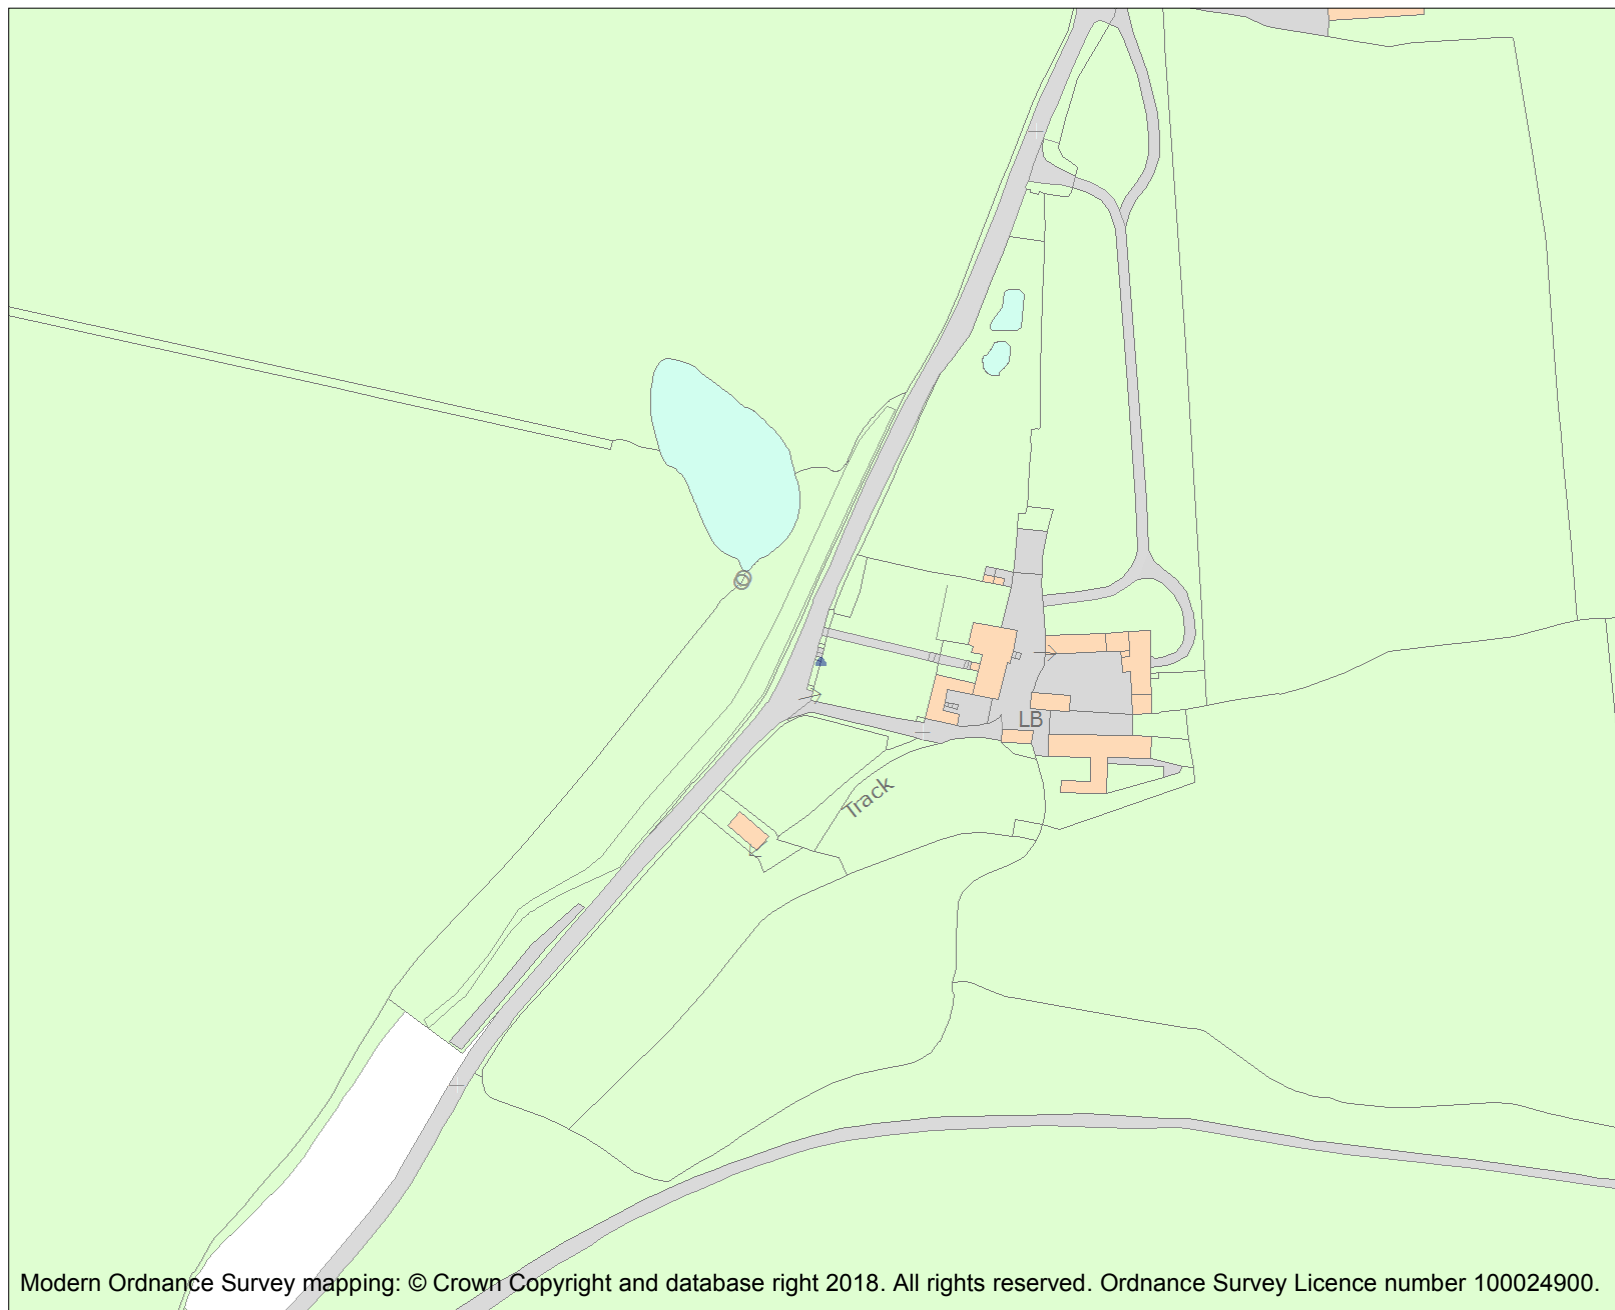 LB
Track
Modern Ordnance Survey mapping: © Crown Copyright and database right 2018. All rights reserved. Ordnance Survey Licence number 100024900.